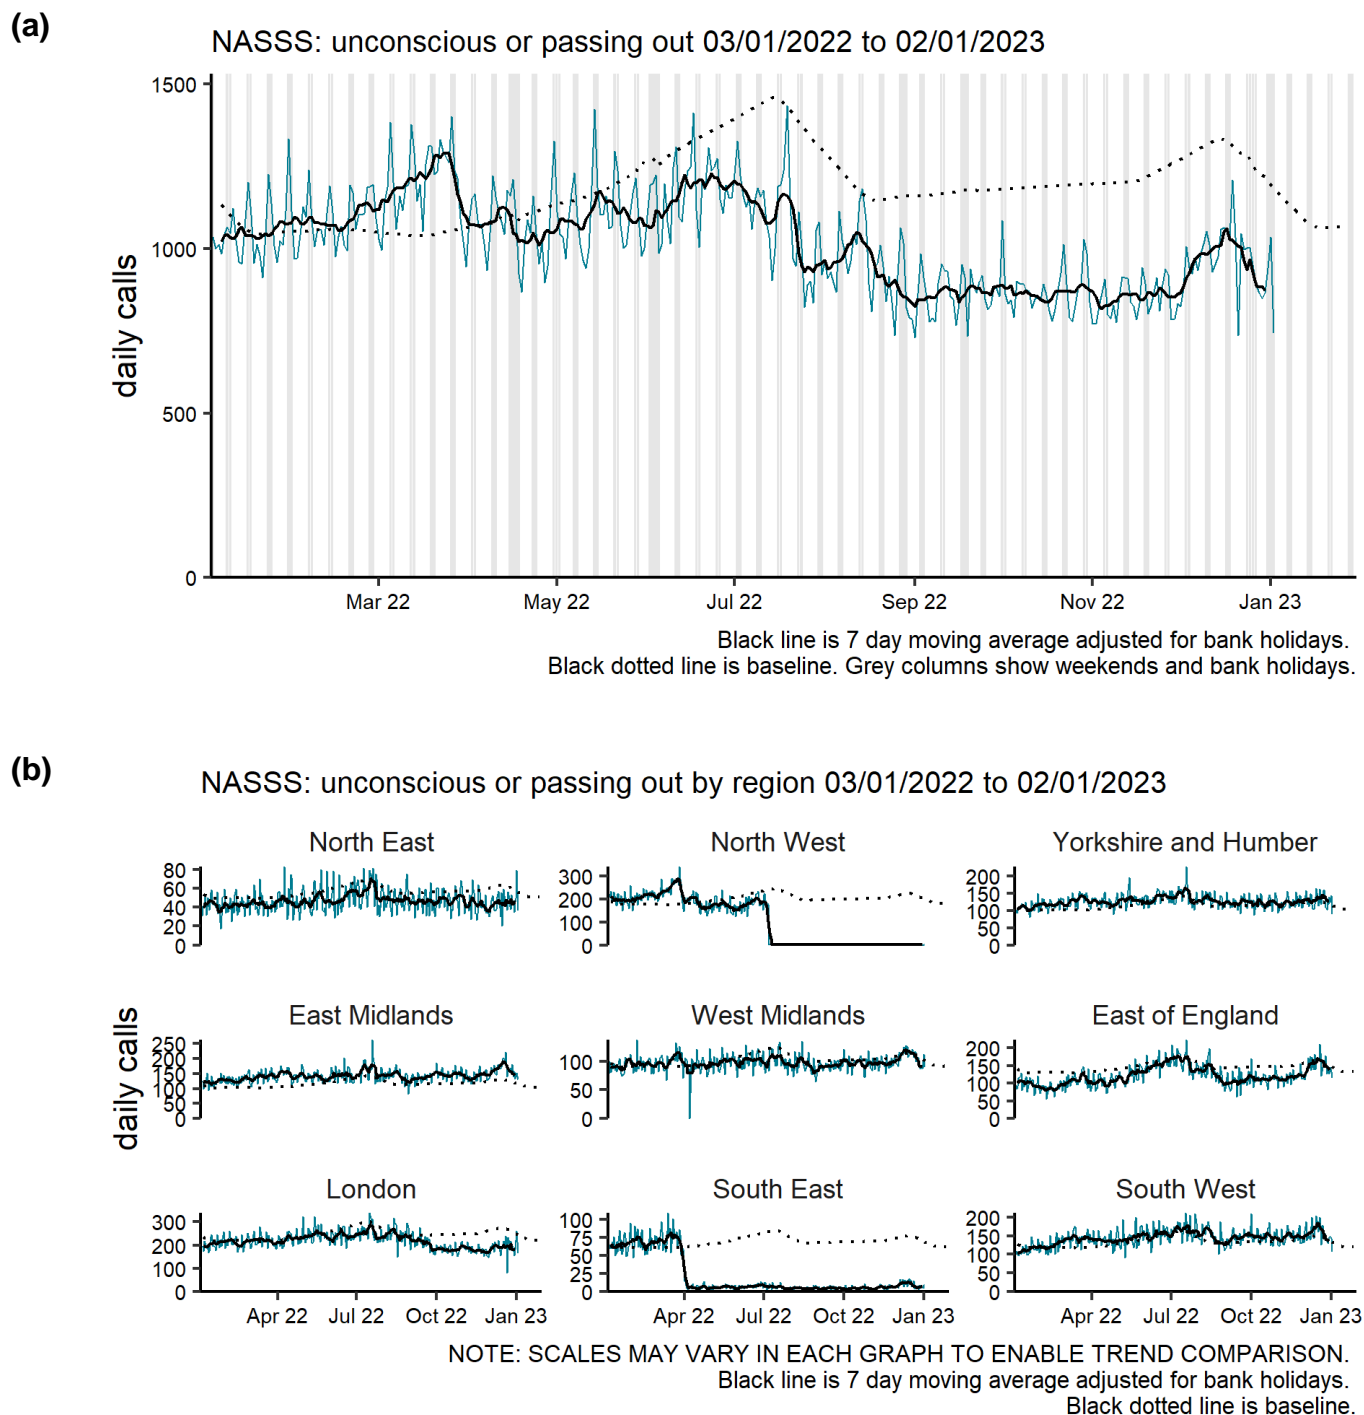 (a)
NASSS: unconscious or passing out 03/01/2022 to 02/01/2023
daily calls
1500
1000
500
0
Mar 22 May 22 Jul 22 Sep 22 Nov 22 Jan 23
Black line is 7 day moving average adjusted for bank holidays.
Black dotted line is baseline. Grey columns show weekends and bank holidays.
(b)
NASSS: unconscious or passing out by region 03/01/2022 to 02/01/2023
daily calls
North East
80
60
40
20
0
North West
300
200
100
0
Yorkshire and Humber
200
150
100
50
0
East Midlands
250
200
150
100
50
0
West Midlands
100
50
0
East of England
200
150
100
50
0
London
300
200
100
0
Apr 22 Jul 22 Oct 22 Jan 23
South East
100
75
50
25
0
Apr 22 Jul 22 Oct 22 Jan 23
South West
200
150
100
50
0
Apr 22 Jul 22 Oct 22 Jan 23
NOTE: SCALES MAY VARY IN EACH GRAPH TO ENABLE TREND COMPARISON.
Black line is 7 day moving average adjusted for bank holidays.
Black dotted line is baseline.